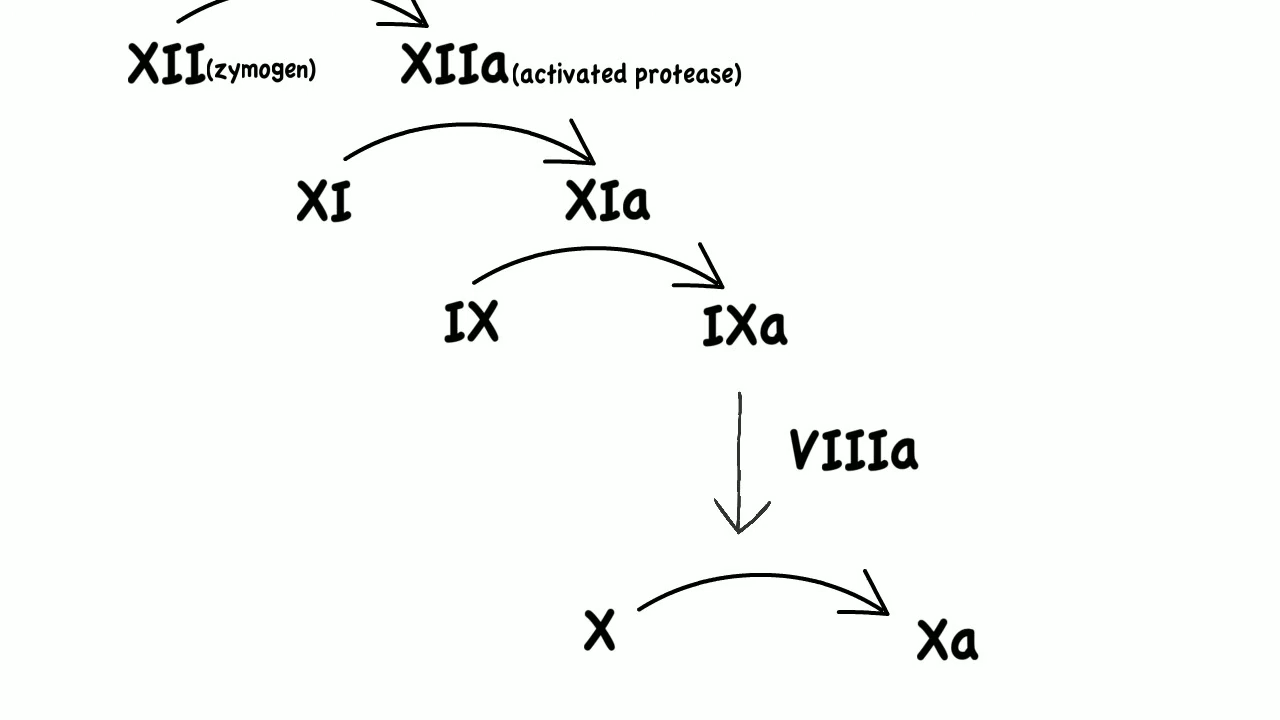 XII(zymogen) XIIa(activated protease)
XI XIa
IX IXa
VIIIa
X Xa